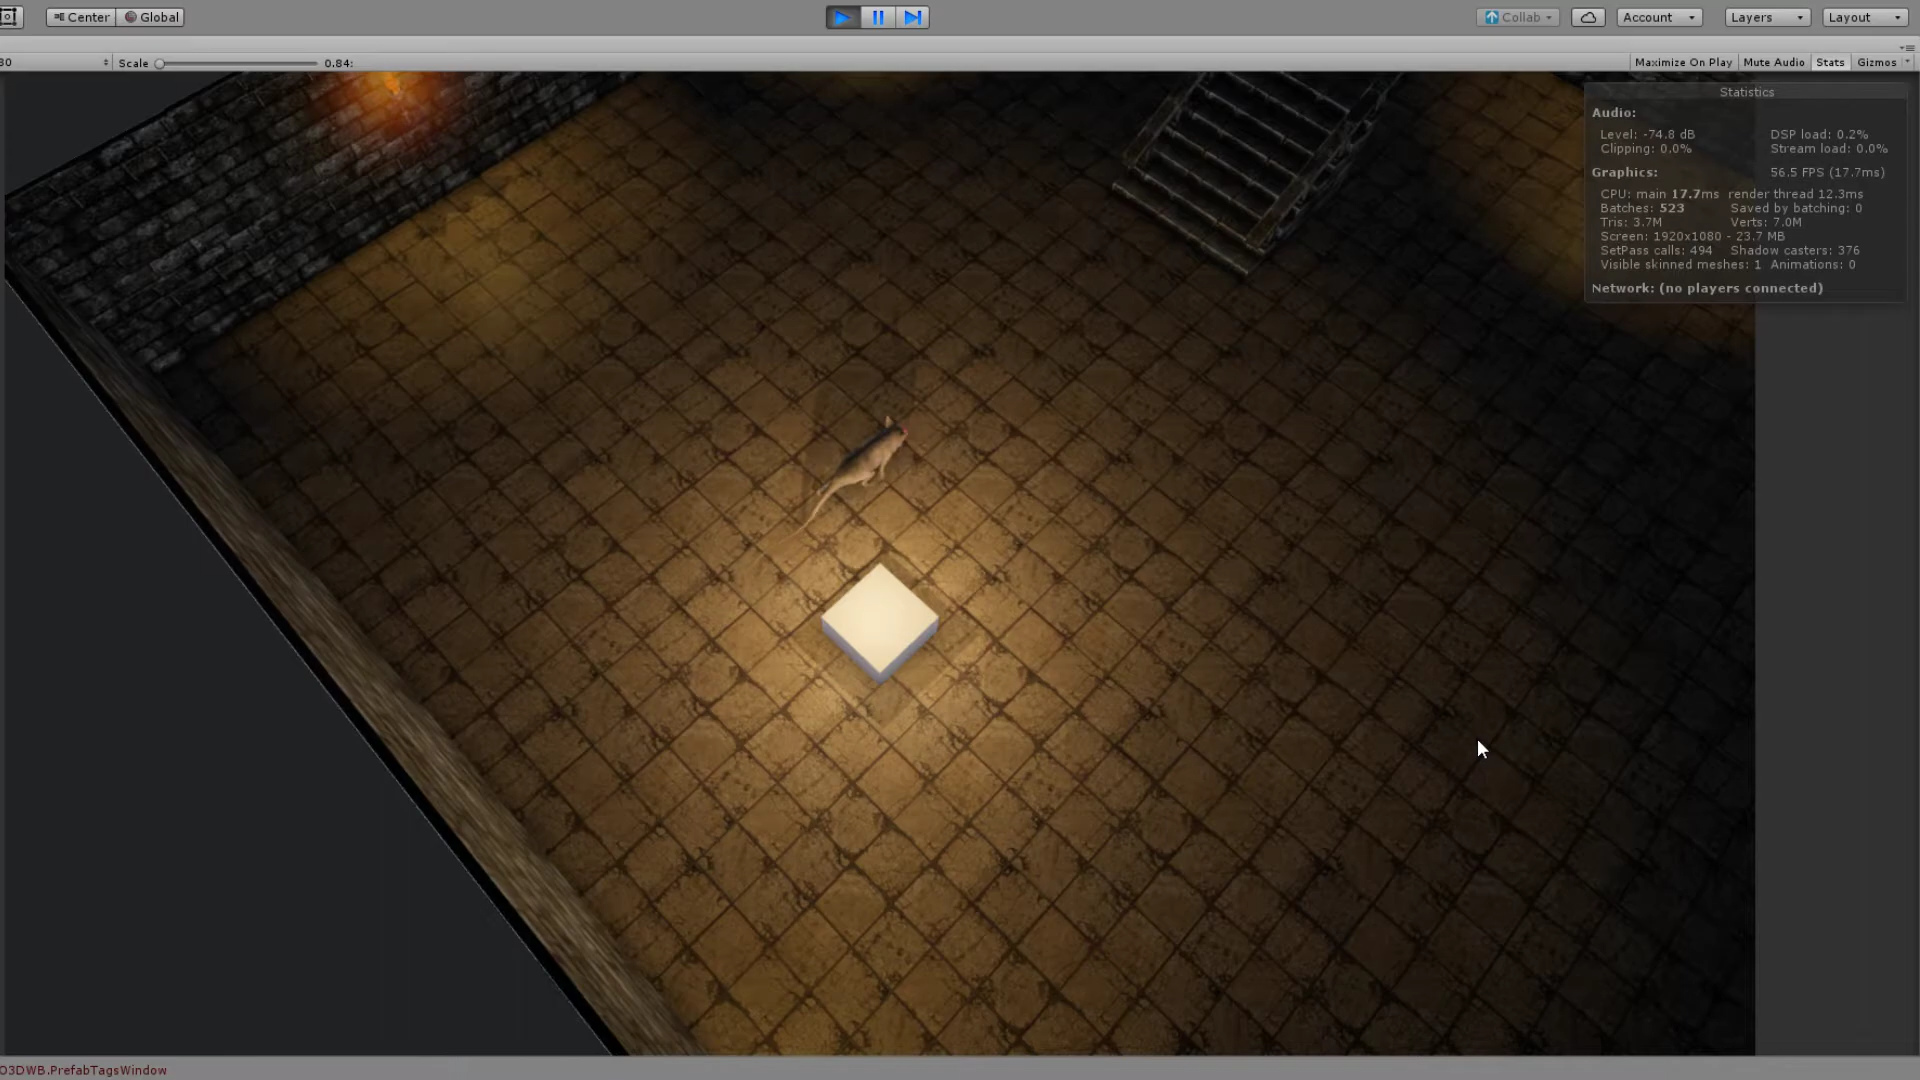 Center Global Collab Account Layers Layout
80 Scale 0.84: Maximize On Play Mute Audio Stats Gizmos
Statistics
Audio:
Level: -74.8 dB DSP load: 0.2%
Clipping: 0.0% Stream load: 0.0%
Graphics: 56.5 FPS (17.7ms)
CPU: main 17.7ms render thread 12.3ms
Batches: 523 Saved by batching: 0
Tris: 3.7M Verts: 7.0M
Screen: 1920x1080 - 23.7 MB
SetPass calls: 494 Shadow casters: 376
Visible skinned meshes: 1 Animations: 0
Network: (no players connected)
O3DWB.PrefabTagsWindow